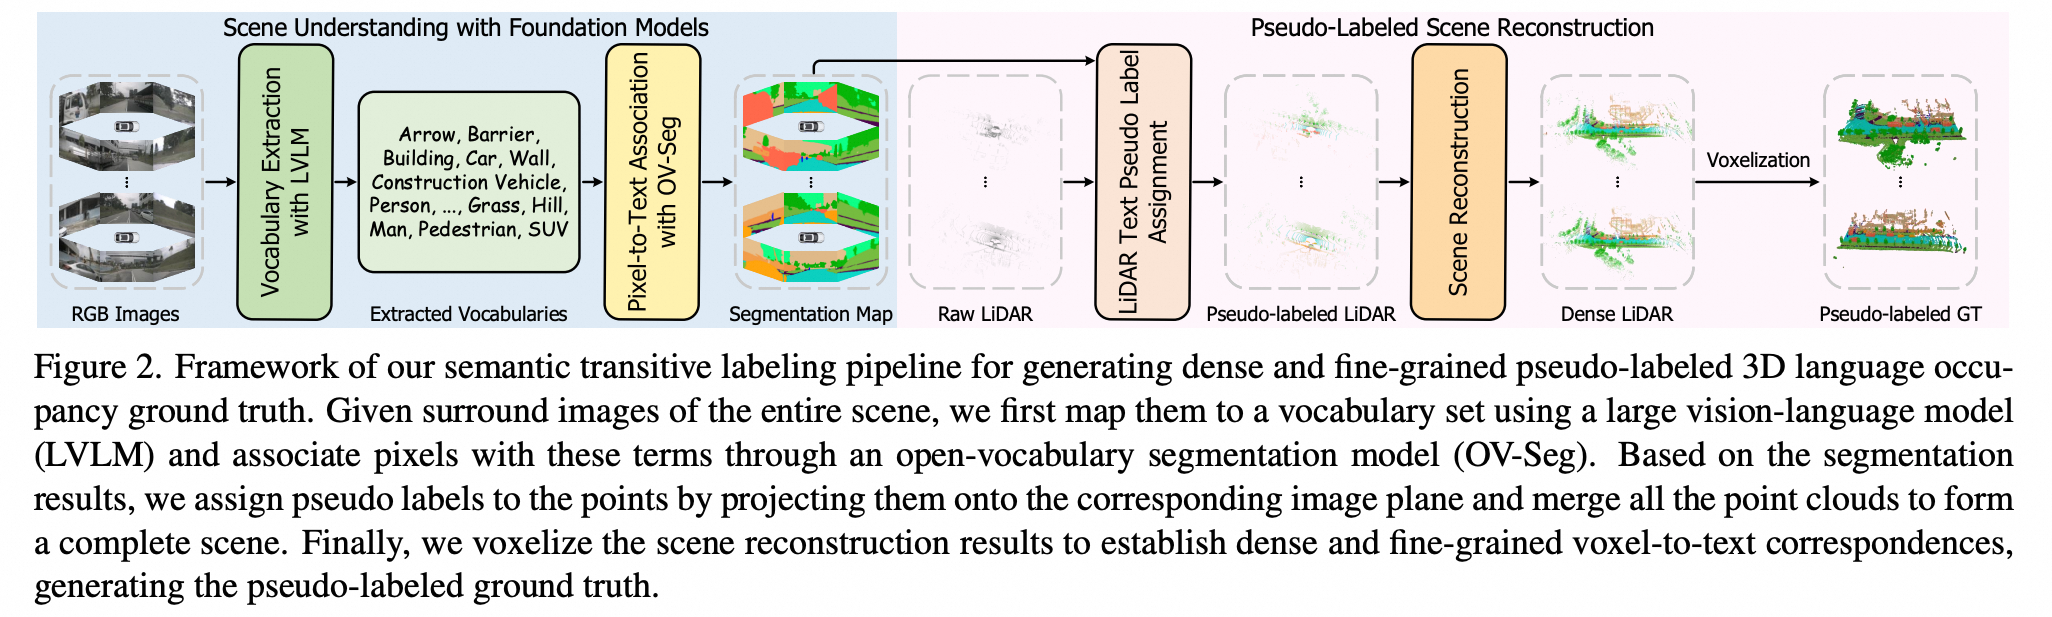 Scene Understanding with Foundation Models
Pseudo-Labeled Scene Reconstruction
Vocabulary Extraction
with LVLM
Arrow, Barrier,
Building, Car, Wall,
Construction Vehicle,
Person, ..., Grass, Hill,
Man, Pedestrian, SUV
Pixel-to-Text Association
with OV-Seg
LiDAR Text Pseudo Label
Assignment
Scene Reconstruction
Voxelization
RGB Images
Extracted Vocabularies
Segmentation Map
Raw LiDAR
Pseudo-labeled LiDAR
Dense LiDAR
Pseudo-labeled GT
Figure 2. Framework of our semantic transitive labeling pipeline for generating dense and fine-grained pseudo-labeled 3D language occu-
pancy ground truth. Given surround images of the entire scene, we first map them to a vocabulary set using a large vision-language model
(LVLM) and associate pixels with these terms through an open-vocabulary segmentation model (OV-Seg). Based on the segmentation
results, we assign pseudo labels to the points by projecting them onto the corresponding image plane and merge all the point clouds to form
a complete scene. Finally, we voxelize the scene reconstruction results to establish dense and fine-grained voxel-to-text correspondences,
generating the pseudo-labeled ground truth.